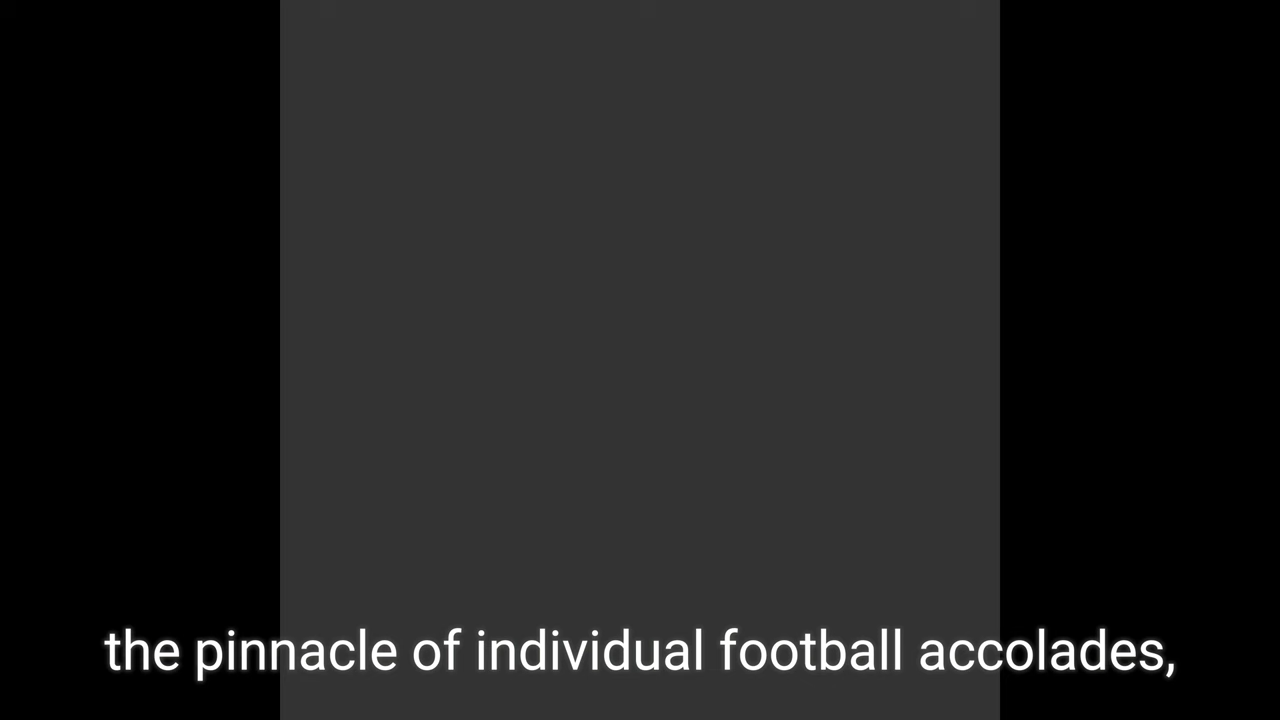 the pinnacle of individual football accolades,